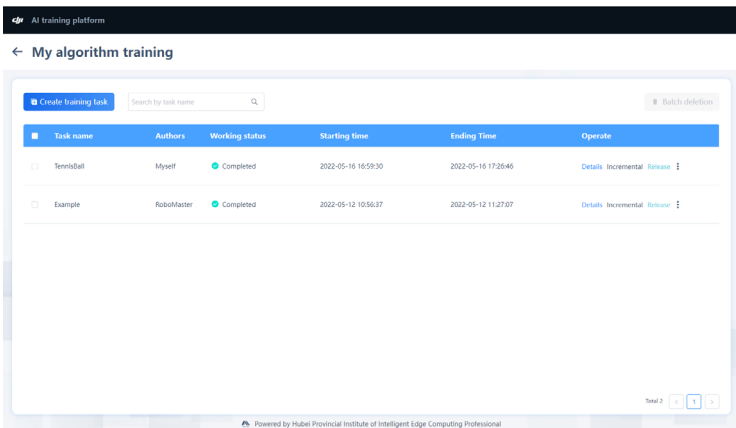 dji AI training platform
← My algorithm training
Create training task Search by task name Batch deletion
Task name Authors Working status Starting time Ending Time Operate
TennisBall Myself Completed 2022-05-16 16:59:30 2022-05-16 17:26:46 Details Incremental Release
Example RoboMaster Completed 2022-05-12 10:56:37 2022-05-12 11:27:07 Details Incremental Release
Total 2 < 1 >
Powered by Hubei Provincial Institute of Intelligent Edge Computing Professional